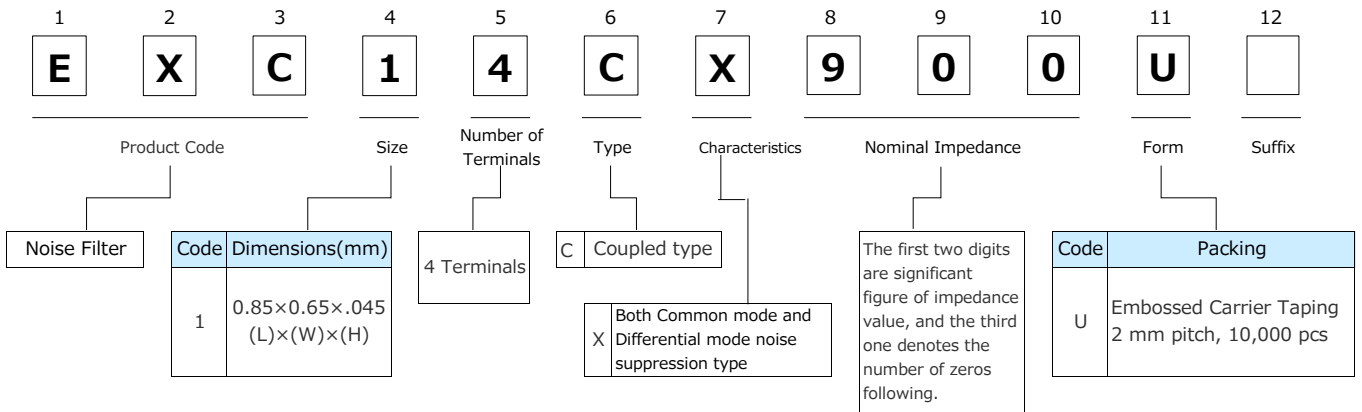 1 2 3 4 5 6 7 8 9 10 11 12
E X C 1 4 C X 9 0 0 U
Product Code
Size
Number of
Terminals
Type
Characteristics
Nominal Impedance
Form
Suffix
Noise Filter
Code Dimensions(mm)
1 0.85×0.65×.045
(L)×(W)×(H)
4 Terminals
C Coupled type
X Both Common mode and
Differential mode noise
suppression type
The first two digits
are significant
figure of impedance
value, and the third
one denotes the
number of zeros
following.
Code Packing
U Embossed Carrier Taping
2 mm pitch, 10,000 pcs